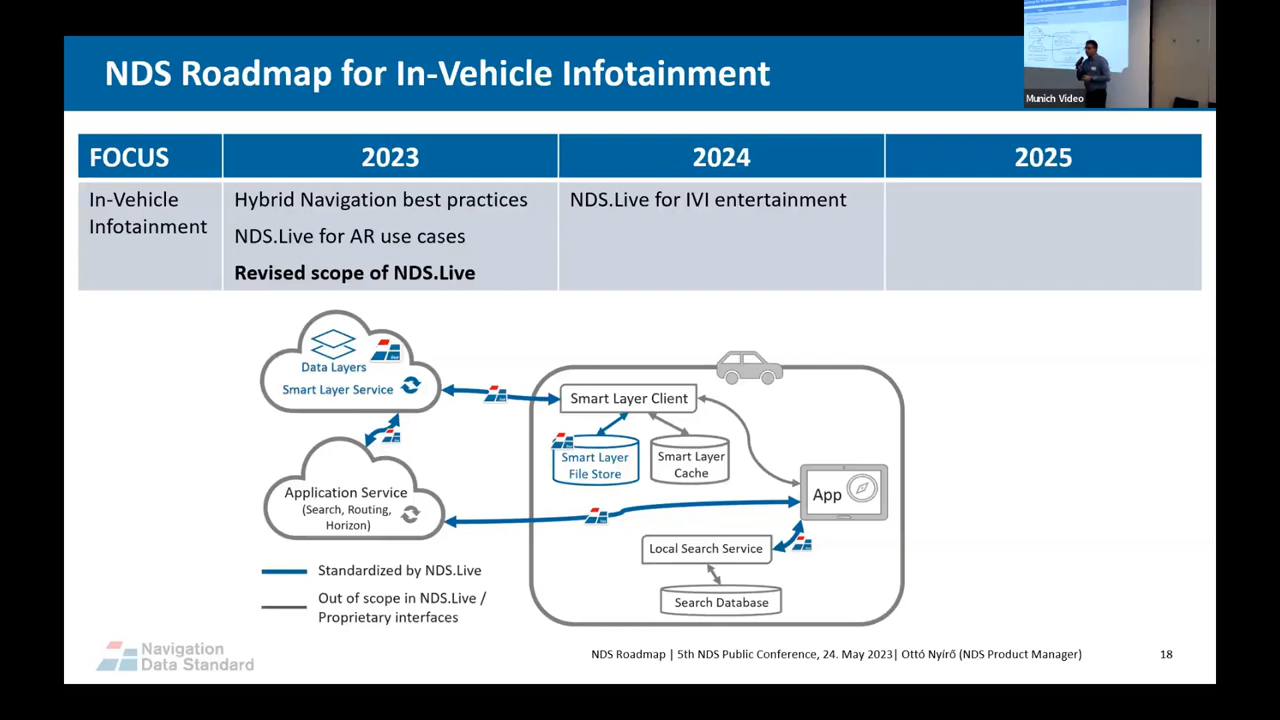 NDS Roadmap for In-Vehicle Infotainment
Munich Video
FOCUS
2023
2024
2025
In-Vehicle
Infotainment
Hybrid Navigation best practices
NDS.Live for AR use cases
Revised scope of NDS.Live
NDS.Live for IVI entertainment
Data Layers
Smart Layer Service
Smart Layer Client
Smart Layer
File Store
Smart Layer
Cache
Application Service
(Search, Routing,
Horizon)
App
Local Search Service
Search Database
Standardized by NDS.Live
Out of scope in NDS.Live /
Proprietary interfaces
Navigation
Data Standard
NDS Roadmap | 5th NDS Public Conference, 24. May 2023| Ottó Nyírő (NDS Product Manager)
18